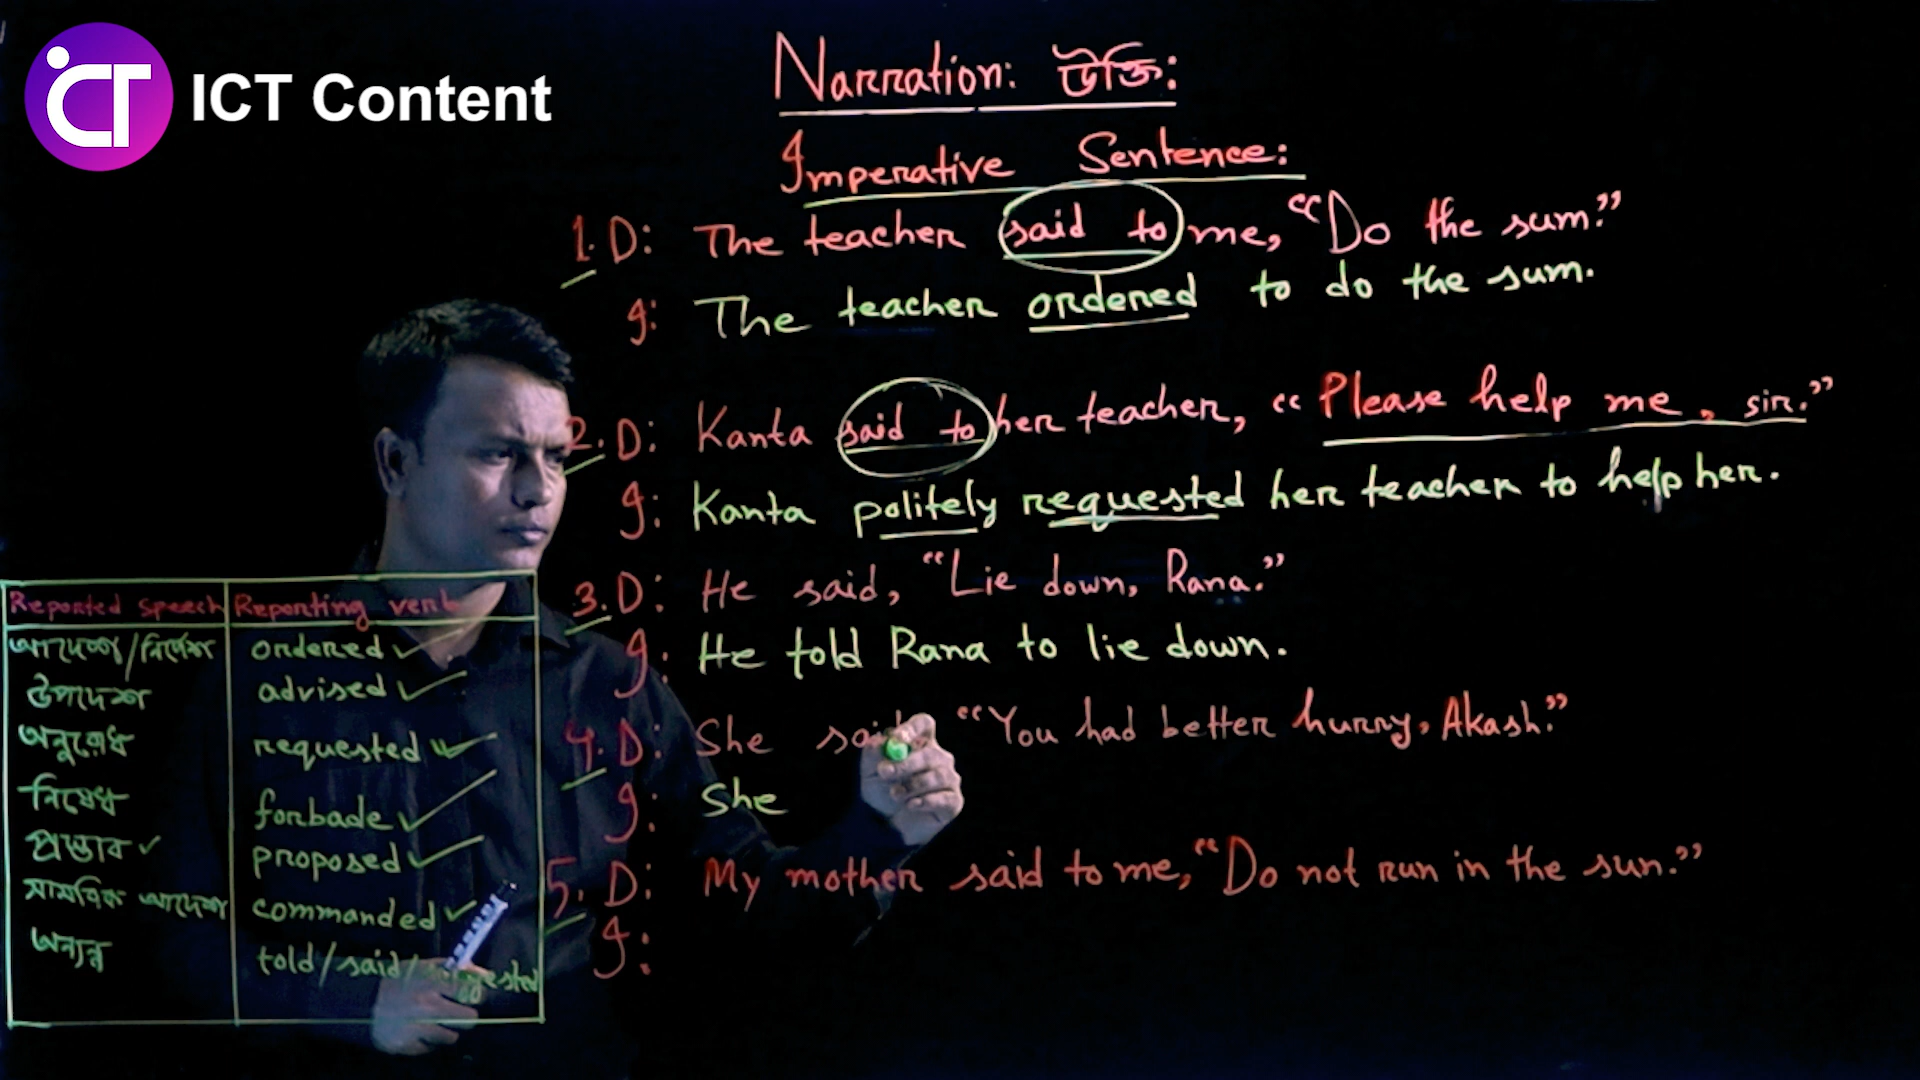 ICT Content
Narration: উক্তি:
Imperative Sentence:
1. D: The teacher said to me, “Do the sum.”
I: The teacher ordered to do the sum.
2. D: Kanta said to her teacher, “Please help me, sir.”
I: Kanta politely requested her teacher to help her.
3. D: He said, “Lie down, Rana.”
I: He told Rana to lie down.
4. D: She said, “You had better hurry, Akash.”
I: She
5. D: My mother said to me, “Do not run in the sun.”
I:
Reported speech Reporting verb
আদেশ/নির্দেশ ordered ✓
উপদেশ advised ✓
অনুরোধ requested ✓
নিষেধ forbade ✓
প্রস্তাব ✓ proposed ✓
সামরিক আদেশ commanded ✓
অন্যন্ন told/said/